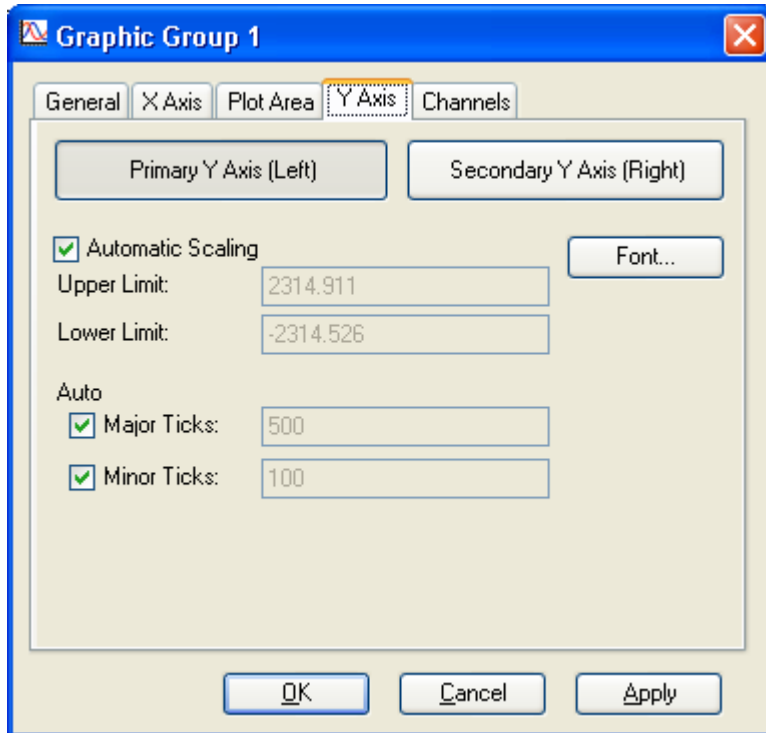 Graphic Group 1
General X Axis Plot Area Y Axis Channels
Primary Y Axis (Left) Secondary Y Axis (Right)
Automatic Scaling Font...
Upper Limit: 2314.911
Lower Limit: -2314.526
Auto
Major Ticks: 500
Minor Ticks: 100
OK Cancel Apply